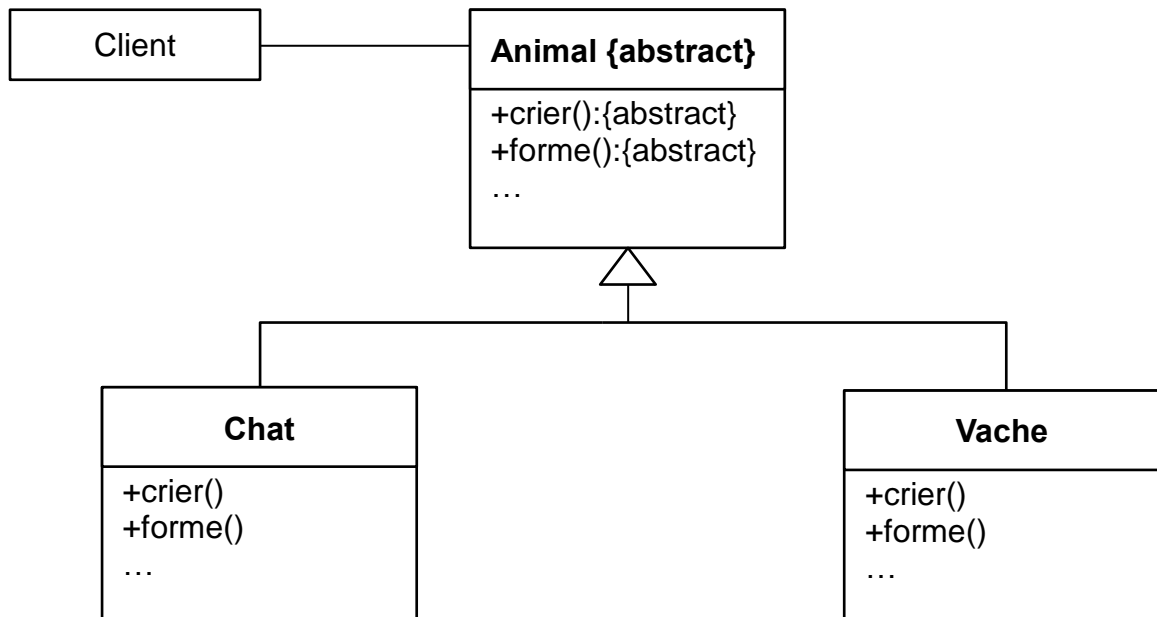 Client
Animal {abstract}
+crier():{abstract}
+forme():{abstract}
…
Chat
+crier()
+forme()
…
Vache
+crier()
+forme()
…